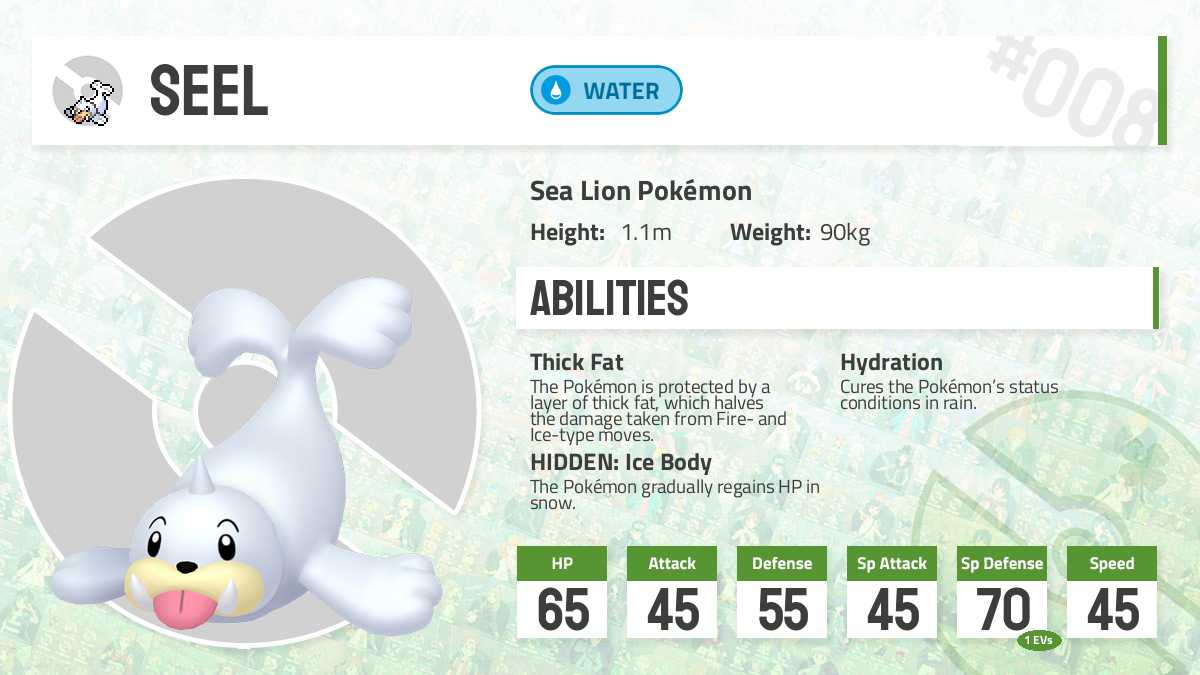 SEEL
WATER
#008
Sea Lion Pokémon
Height: 1.1m Weight: 90kg
ABILITIES
Thick Fat
The Pokémon is protected by a
layer of thick fat, which halves
the damage taken from Fire- and
Ice-type moves.
Hydration
Cures the Pokémon's status
conditions in rain.
HIDDEN: Ice Body
The Pokémon gradually regains HP in
snow.
HP Attack Defense Sp Attack Sp Defense Speed
65 45 55 45 70 45
1 EVs